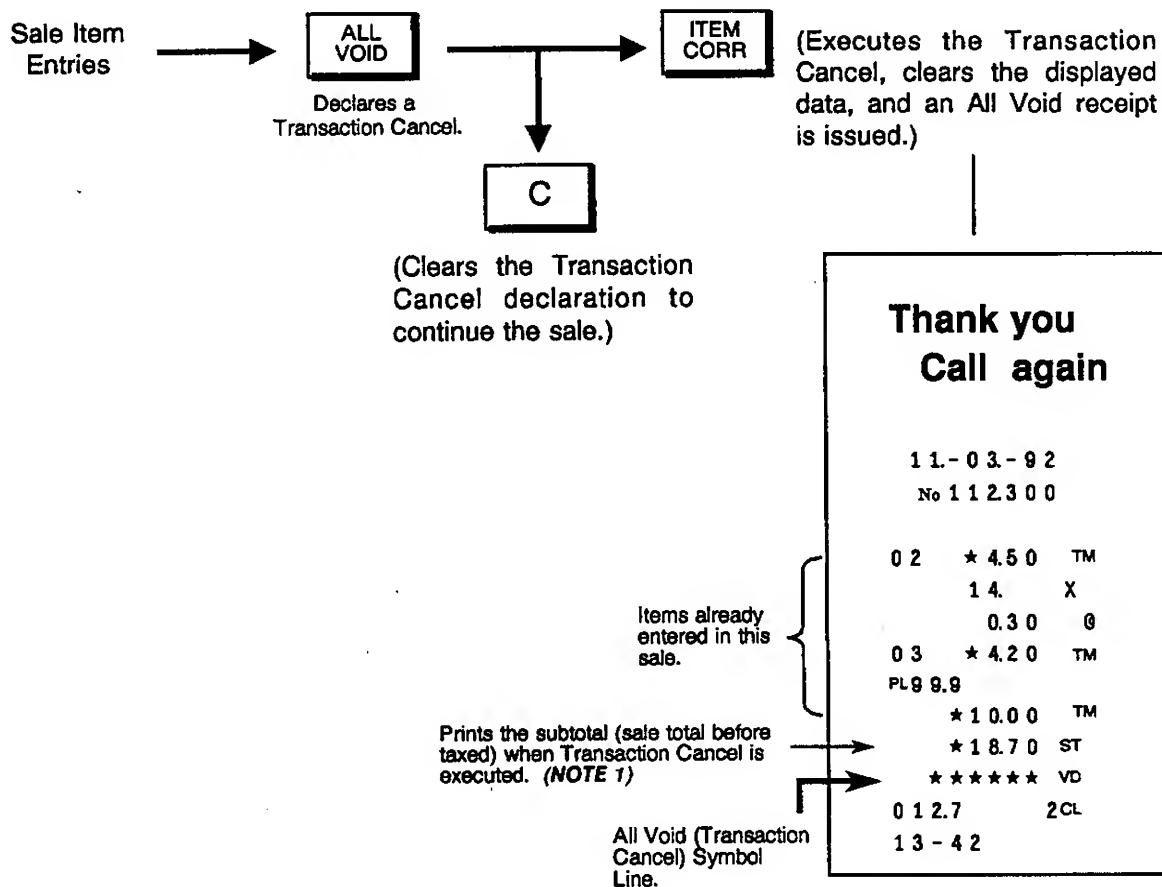 Sale Item
Entries
ALL
VOID
Declares a
Transaction Cancel.
ITEM
CORR
(Executes the Transaction
Cancel, clears the displayed
data, and an All Void receipt
is issued.)
C
(Clears the Transaction
Cancel declaration to
continue the sale.)
Thank you
Call again
11.-03.-92
No 112.300
02 ★4.50 TM
14. X
0.30 @
03 ★4.20 TM
PL99.9
★10.00 TM
★18.70 ST
★★★★★★ VD
012.7 2CL
13-42
Items already
entered in this
sale.
Prints the subtotal (sale total before
taxed) when Transaction Cancel is
executed. (NOTE 1)
All Void (Transaction
Cancel) Symbol
Line.